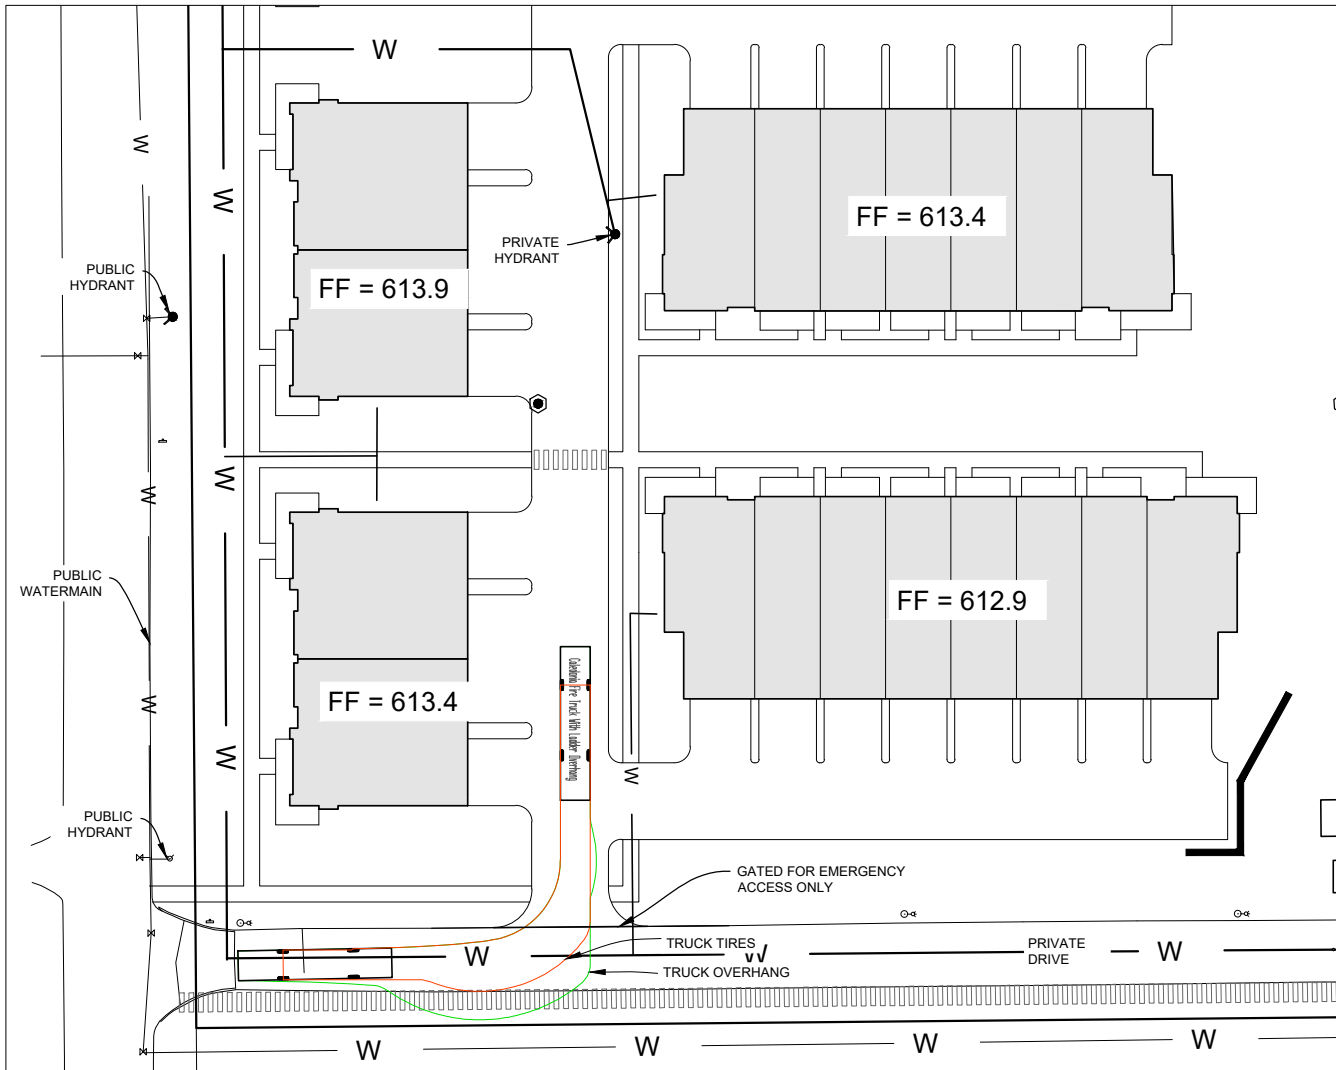 W
W
W
PRIVATE
HYDRANT
FF = 613.4
PUBLIC
HYDRANT
FF = 613.9
W
W
PUBLIC
WATERMAIN
FF = 612.9
Caledonia Fire Truck With Ladder Overhang
FF = 613.4
W
W
W
PUBLIC
HYDRANT
GATED FOR EMERGENCY
ACCESS ONLY
W
TRUCK TIRES
W
PRIVATE
DRIVE
W
TRUCK OVERHANG
W
W
W
W